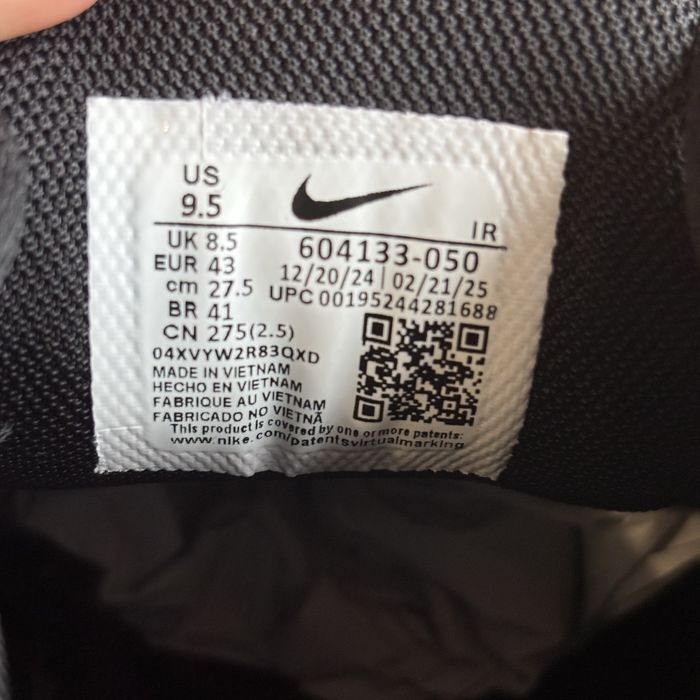 US
9.5
IR
UK 8.5
604133-050
EUR 43
12/20/24 | 02/21/25
cm 27.5
UPC 00195244281688
BR 41
CN 275(2.5)
04XVYW2R83QXD
MADE IN VIETNAM
HECHO EN VIETNAM
FABRIQUE AU VIETNAM
FABRICADO NO VIETNÃ
This product is covered by one or more patents:
www.nike.com/patentsvirtualmarking